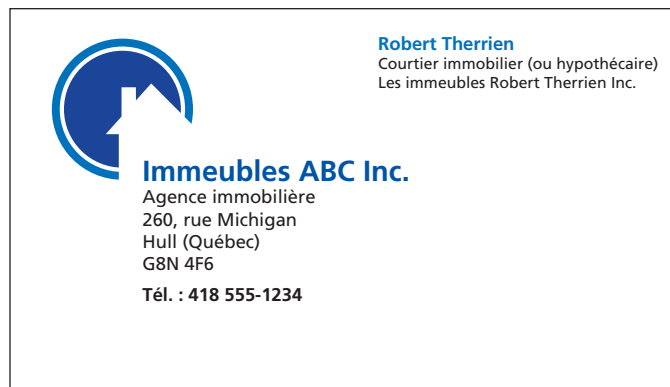 Robert Therrien
Courtier immobilier (ou hypothécaire)
Les immeubles Robert Therrien Inc.
Immeubles ABC Inc.
Agence immobilière
260, rue Michigan
Hull (Québec)
G8N 4F6
Tél. : 418 555-1234